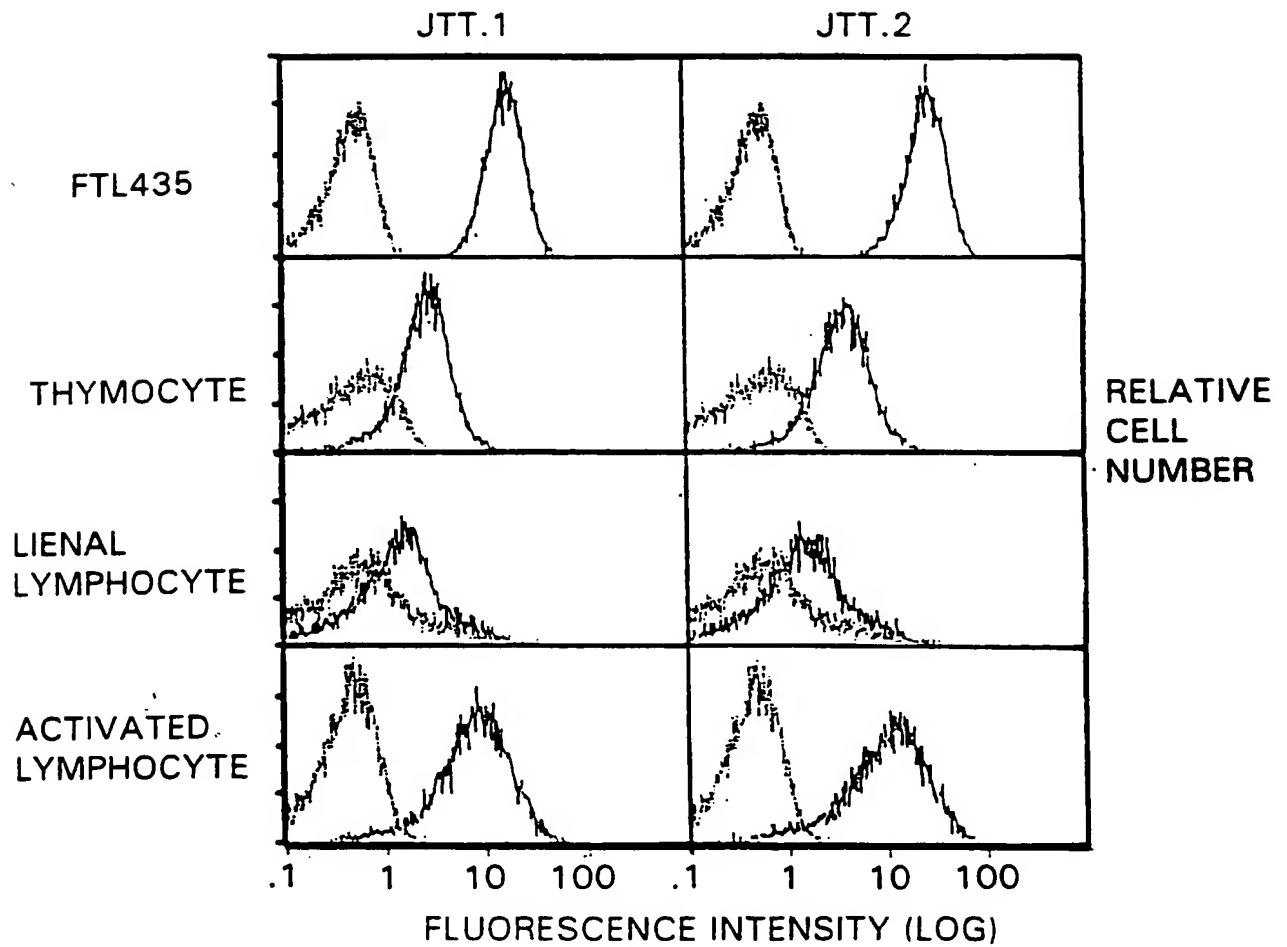 JTT.1 JTT.2
FTL435
THYMOCYTE
RELATIVE
CELL
NUMBER
LIENAL
LYMPHOCYTE
ACTIVATED
LYMPHOCYTE
.1 1 10 100 .1 1 10 100
FLUORESCENCE INTENSITY (LOG)